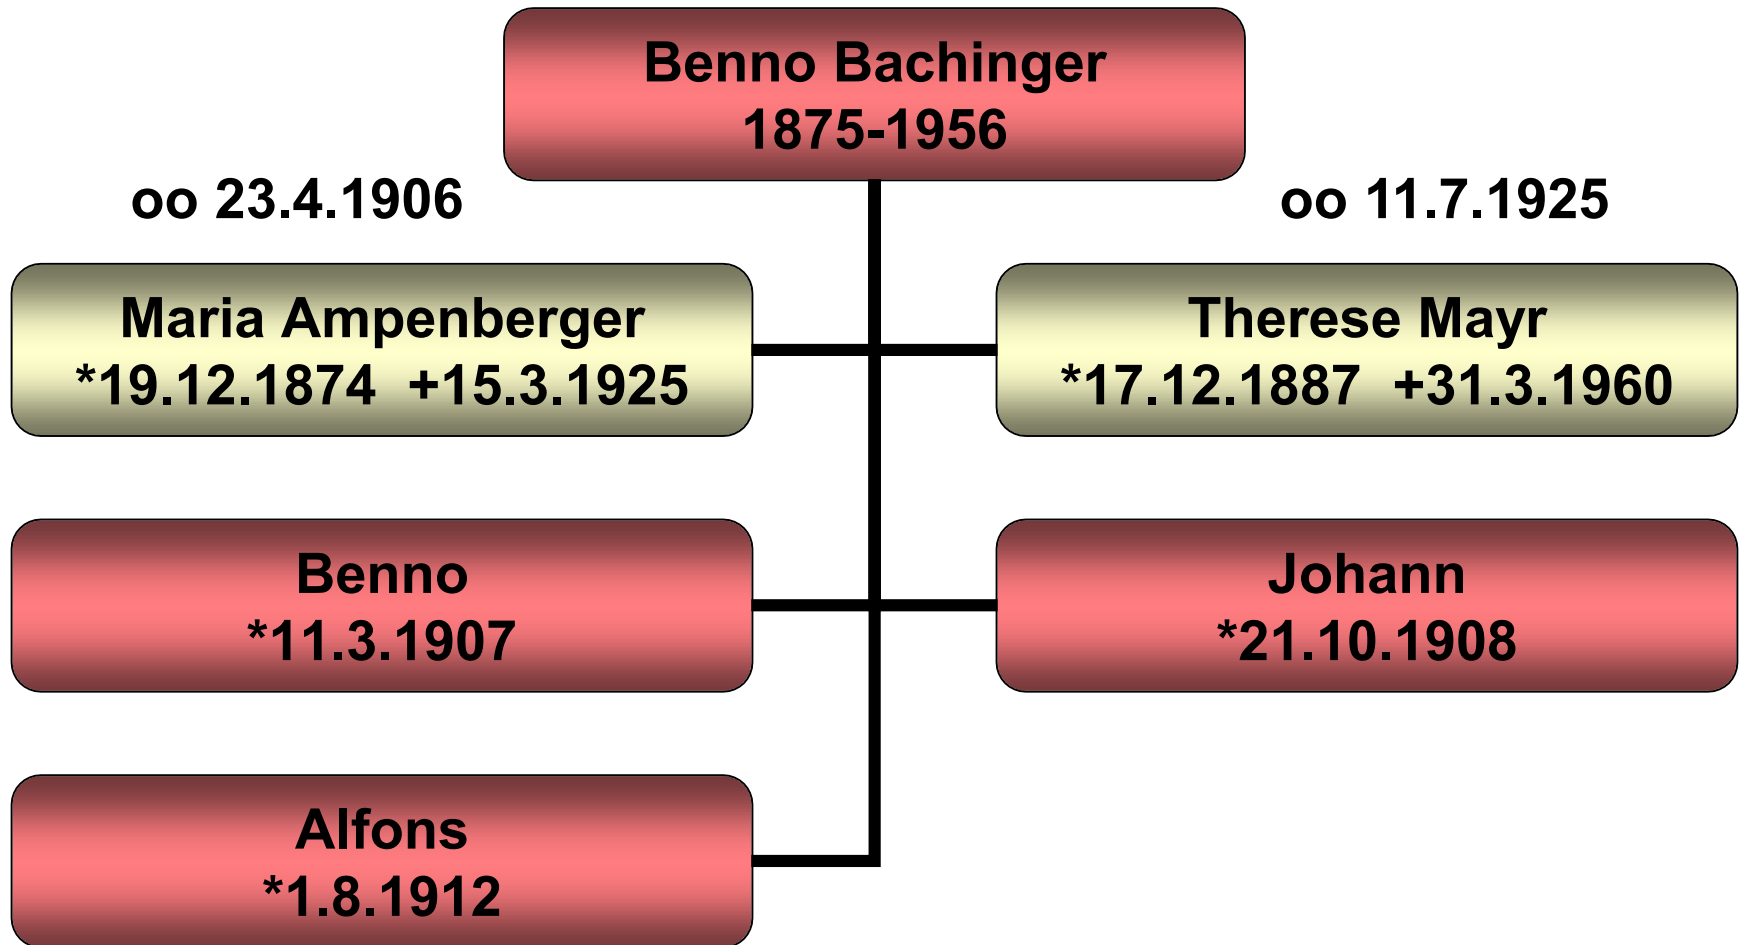 Benno Bachinger
1875-1956
oo 23.4.1906
oo 11.7.1925
Maria Ampenberger
*19.12.1874  +15.3.1925
Therese Mayr
*17.12.1887  +31.3.1960
Benno
*11.3.1907
Johann
*21.10.1908
Alfons
*1.8.1912